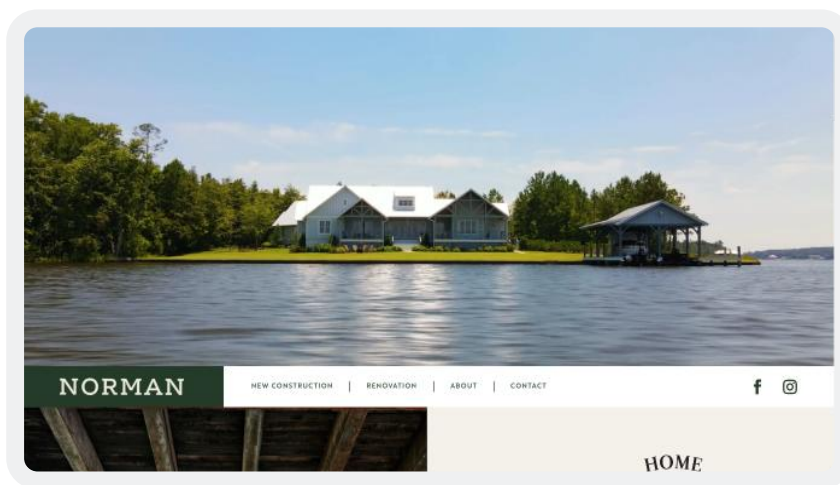 NORMAN
NEW CONSTRUCTION | RENOVATION | ABOUT | CONTACT
HOME